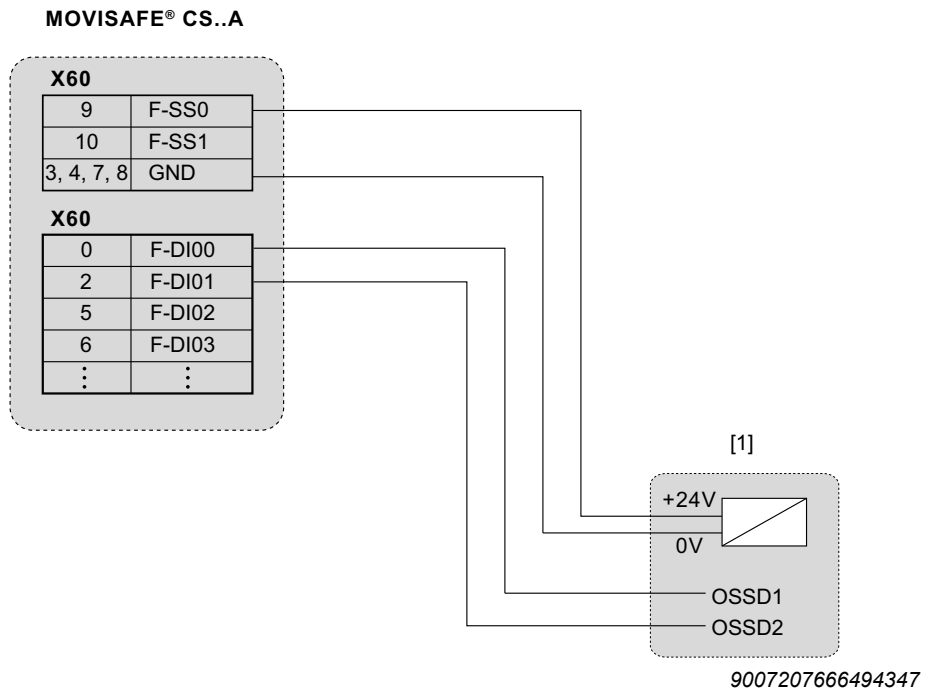 MOVISAFE® CS..A
X60
9 F-SS0
10 F-SS1
3, 4, 7, 8 GND
X60
0 F-DI00
2 F-DI01
5 F-DI02
6 F-DI03
⋮ ⋮
[1]
+24V
0V
OSSD1
OSSD2
9007207666494347